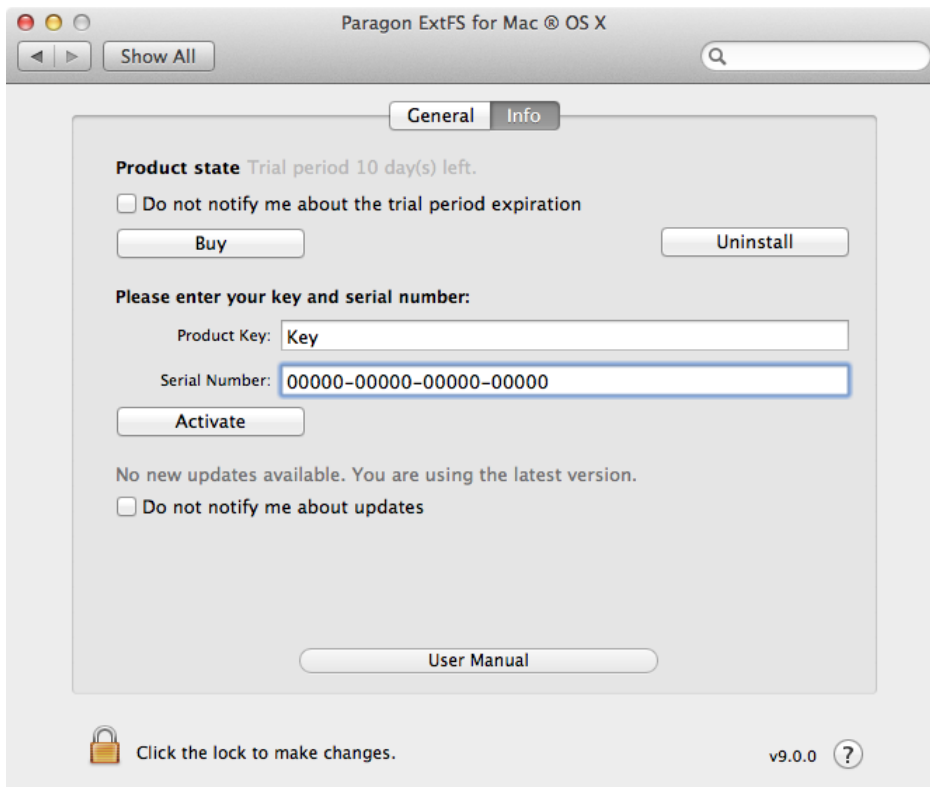 Paragon ExtFS for Mac ® OS X
Show All
General Info
Product state Trial period 10 day(s) left.
Do not notify me about the trial period expiration
Buy Uninstall
Please enter your key and serial number:
Product Key: Key
Serial Number: 00000-00000-00000-00000
Activate
No new updates available. You are using the latest version.
Do not notify me about updates
User Manual
Click the lock to make changes. v9.0.0 ?